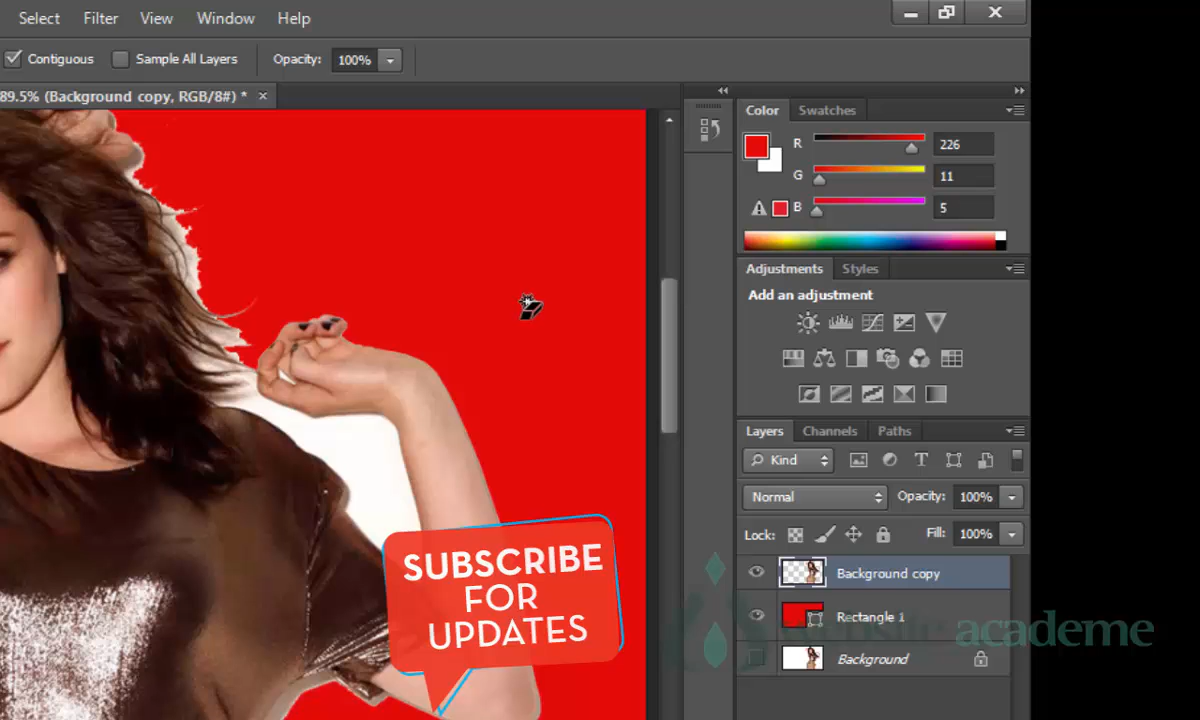 Select Filter View Window Help
Contiguous Sample All Layers Opacity: 100%
89.5% (Background copy, RGB/8#) * ×
Color Swatches
R 226
G 11
B 5
Adjustments Styles
Add an adjustment
Layers Channels Paths
Kind
Normal Opacity: 100%
Lock: Fill: 100%
Background copy
Rectangle 1
Background
academe
SUBSCRIBE
FOR
UPDATES